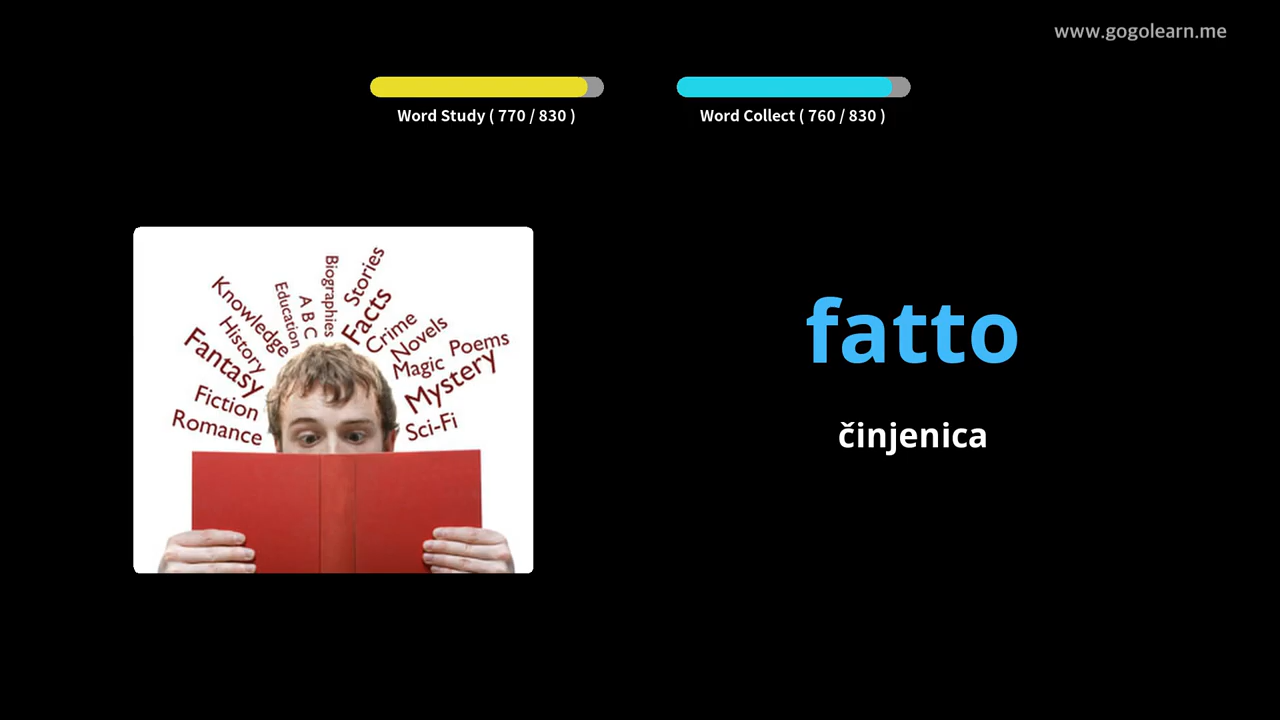 www.gogolearn.me
Word Study ( 770 / 830 )
Word Collect ( 760 / 830 )
Stories
Biographies
Facts
Education
A B C
Knowledge
Crime
History
Novels
Poems
Fantasy
Magic
Mystery
Fiction
Romance
Sci-Fi
fatto
činjenica